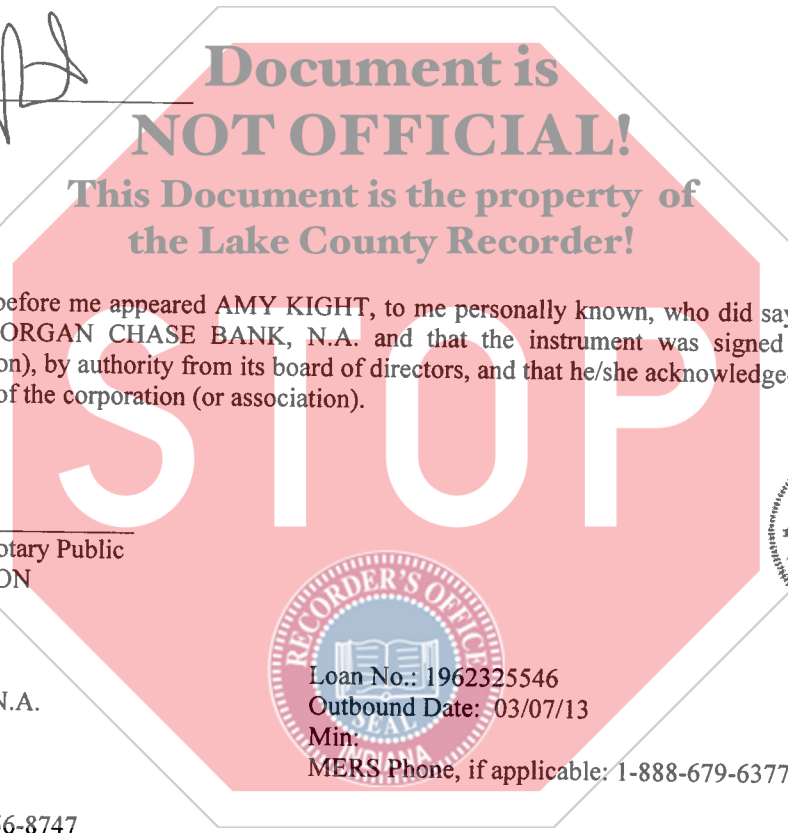 Document is
NOT OFFICIAL!
This Document is the property of
the Lake County Recorder!
before me appeared AMY KIGHT, to me personally known, who did say
ORGAN CHASE BANK, N.A. and that the instrument was signed
on), by authority from its board of directors, and that he/she acknowledge
of the corporation (or association).
STOP
otary Public
ON
RECORDER'S OFFICE
Loan No.: 1962325546
N.A.
Outbound Date: 03/07/13
SEAL
Min:
INDIANA
MERS Phone, if applicable: 1-888-679-6377
6-8747